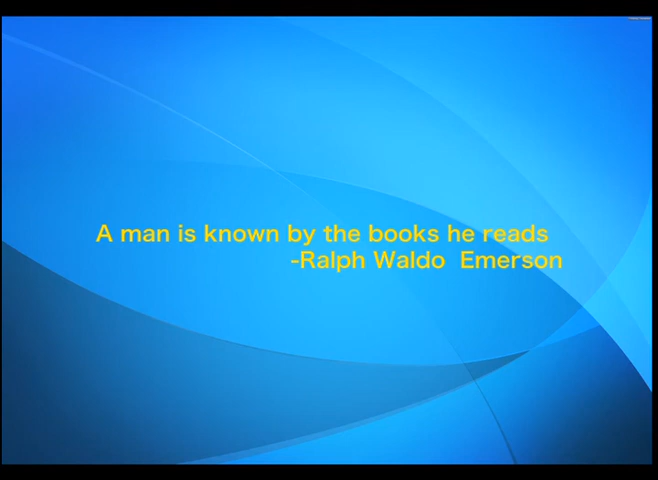 A man is known by the books he reads
-Ralph Waldo  Emerson